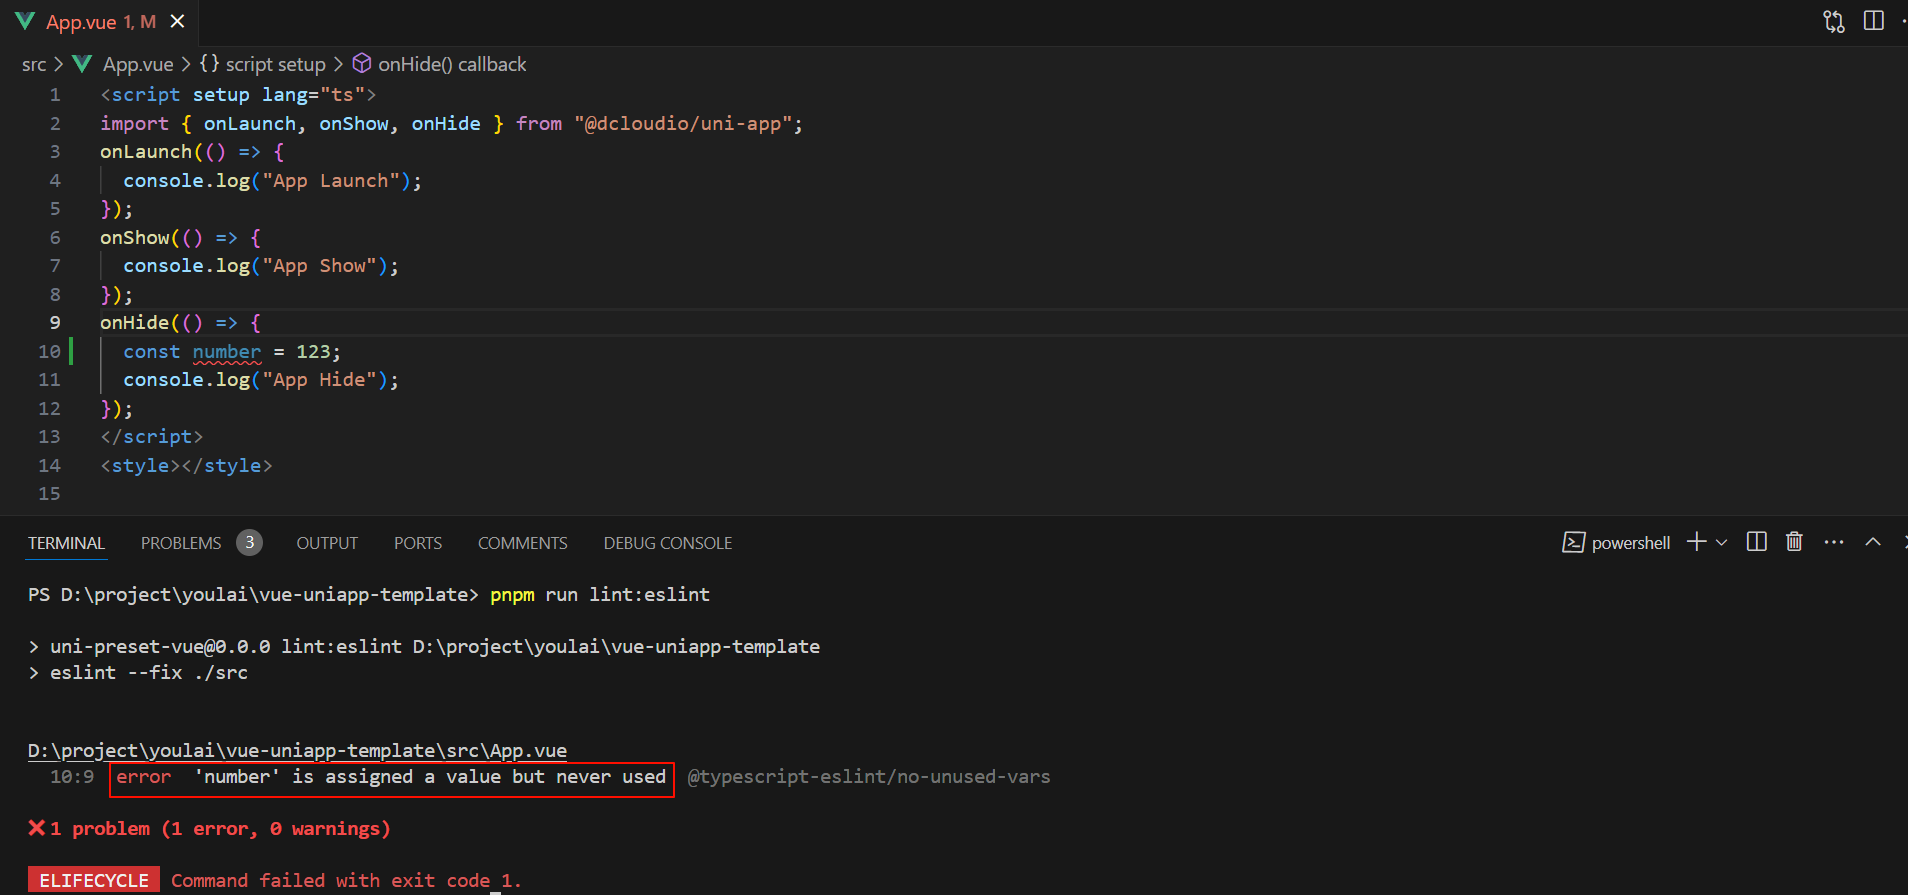 App.vue 1, M
src > App.vue > {} script setup > onHide() callback
1 <script setup lang="ts">
2 import { onLaunch, onShow, onHide } from "@dcloudio/uni-app";
3 onLaunch(() => {
4 console.log("App Launch");
5 });
6 onShow(() => {
7 console.log("App Show");
8 });
9 onHide(() => {
10 const number = 123;
11 console.log("App Hide");
12 });
13 </script>
14 <style></style>
15
TERMINAL PROBLEMS 3 OUTPUT PORTS COMMENTS DEBUG CONSOLE powershell
PS D:\project\youlai\vue-uniapp-template> pnpm run lint:eslint
> uni-preset-vue@0.0.0 lint:eslint D:\project\youlai\vue-uniapp-template
> eslint --fix ./src
D:\project\youlai\vue-uniapp-template\src\App.vue
10:9 error 'number' is assigned a value but never used @typescript-eslint/no-unused-vars
❌1 problem (1 error, 0 warnings)
ELIFECYCLE Command failed with exit code 1.